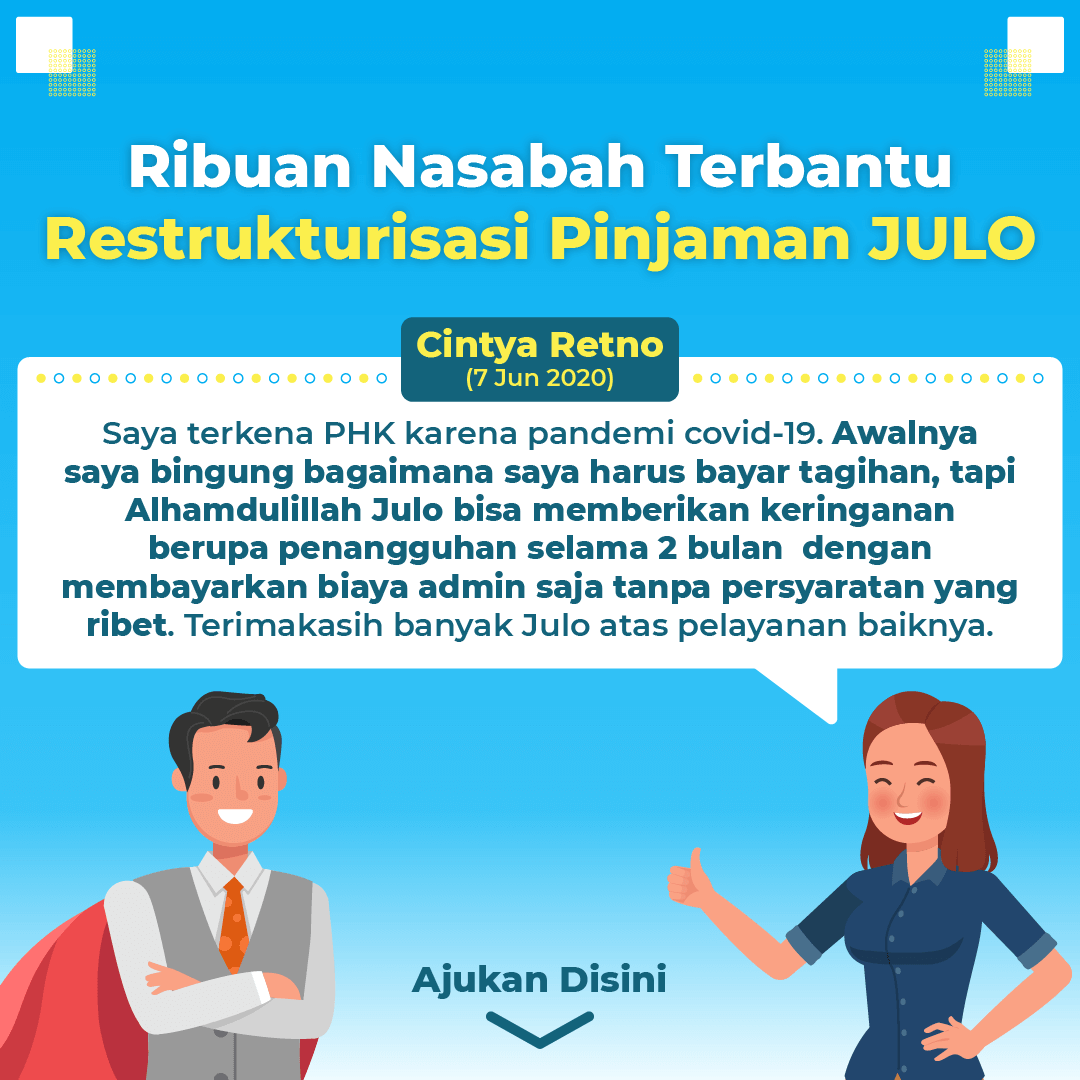 Ribuan Nasabah Terbantu
Restrukturisasi Pinjaman JULO
Cintya Retno
(7 Jun 2020)
Saya terkena PHK karena pandemi covid-19. Awalnya
saya bingung bagaimana saya harus bayar tagihan, tapi
Alhamdulillah Julo bisa memberikan keringanan
berupa penangguhan selama 2 bulan  dengan
membayarkan biaya admin saja tanpa persyaratan yang
ribet. Terimakasih banyak Julo atas pelayanan baiknya.
Ajukan Disini